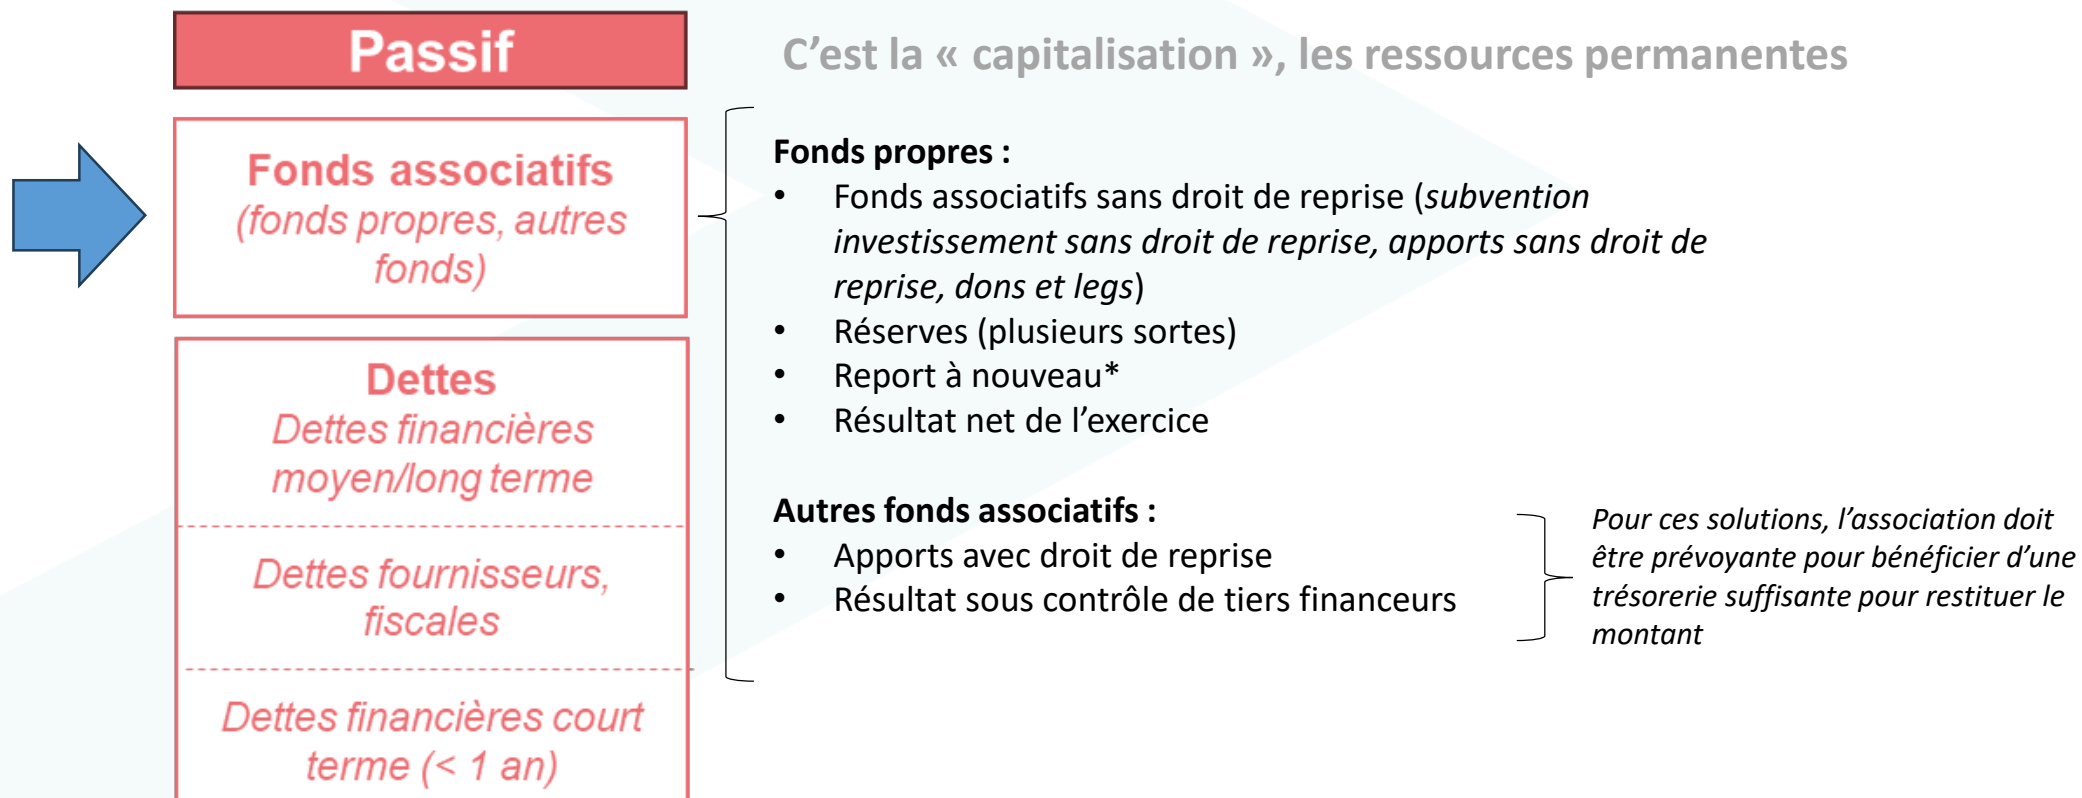 Passif
C’est la « capitalisation », les ressources permanentes
Fonds associatifs
(fonds propres, autres
fonds)
Dettes
Dettes financières
moyen/long terme
Dettes fournisseurs,
fiscales
Dettes financières court
terme (< 1 an)
Fonds propres :
• Fonds associatifs sans droit de reprise (subvention
investissement sans droit de reprise, apports sans droit de
reprise, dons et legs)
• Réserves (plusieurs sortes)
• Report à nouveau*
• Résultat net de l’exercice
Autres fonds associatifs :
• Apports avec droit de reprise
• Résultat sous contrôle de tiers financeurs
Pour ces solutions, l’association doit
être prévoyante pour bénéficier d’une
trésorerie suffisante pour restituer le
montant